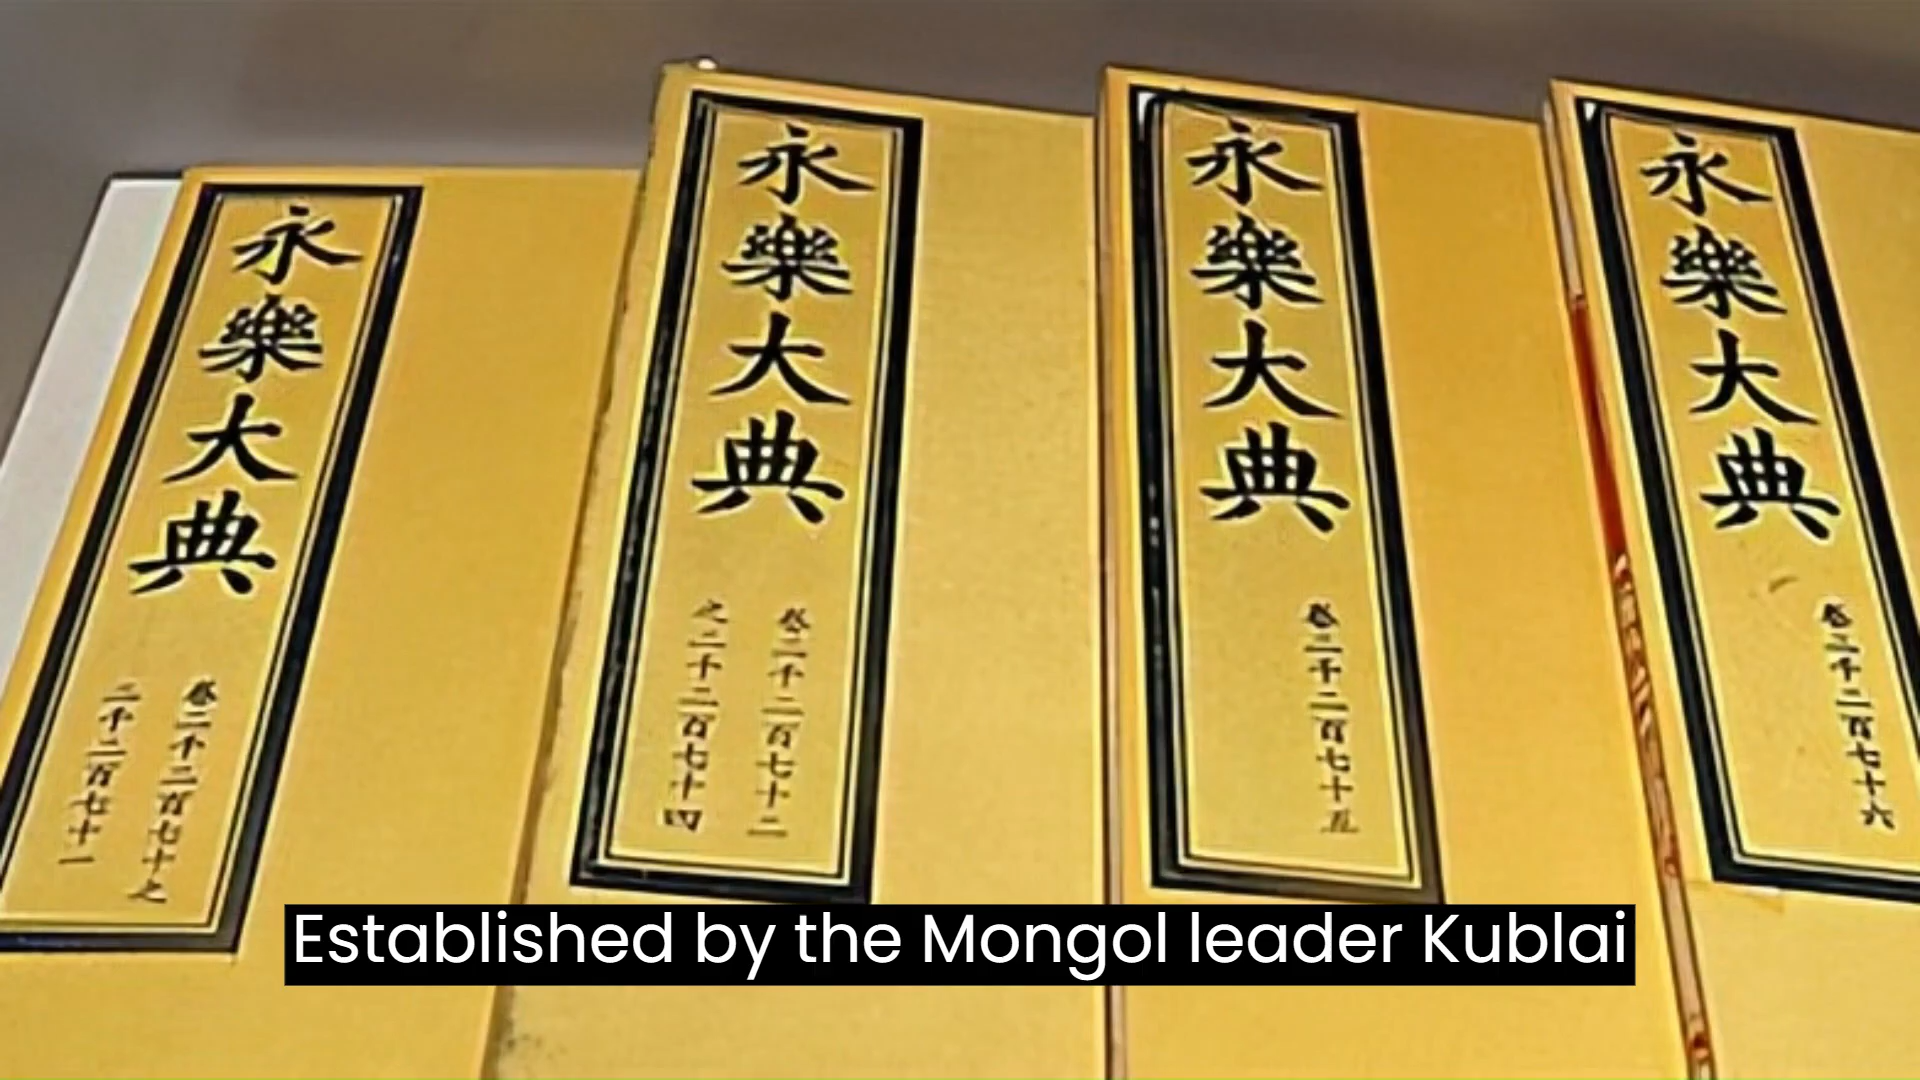 永樂大典
卷二千二百七十之
二千二百七十一
永樂大典
卷二千二百七十二
之二千二百七十四
永樂大典
卷二千二百七十五
永樂大典
卷二千二百七十六
Established by the Mongol leader Kublai